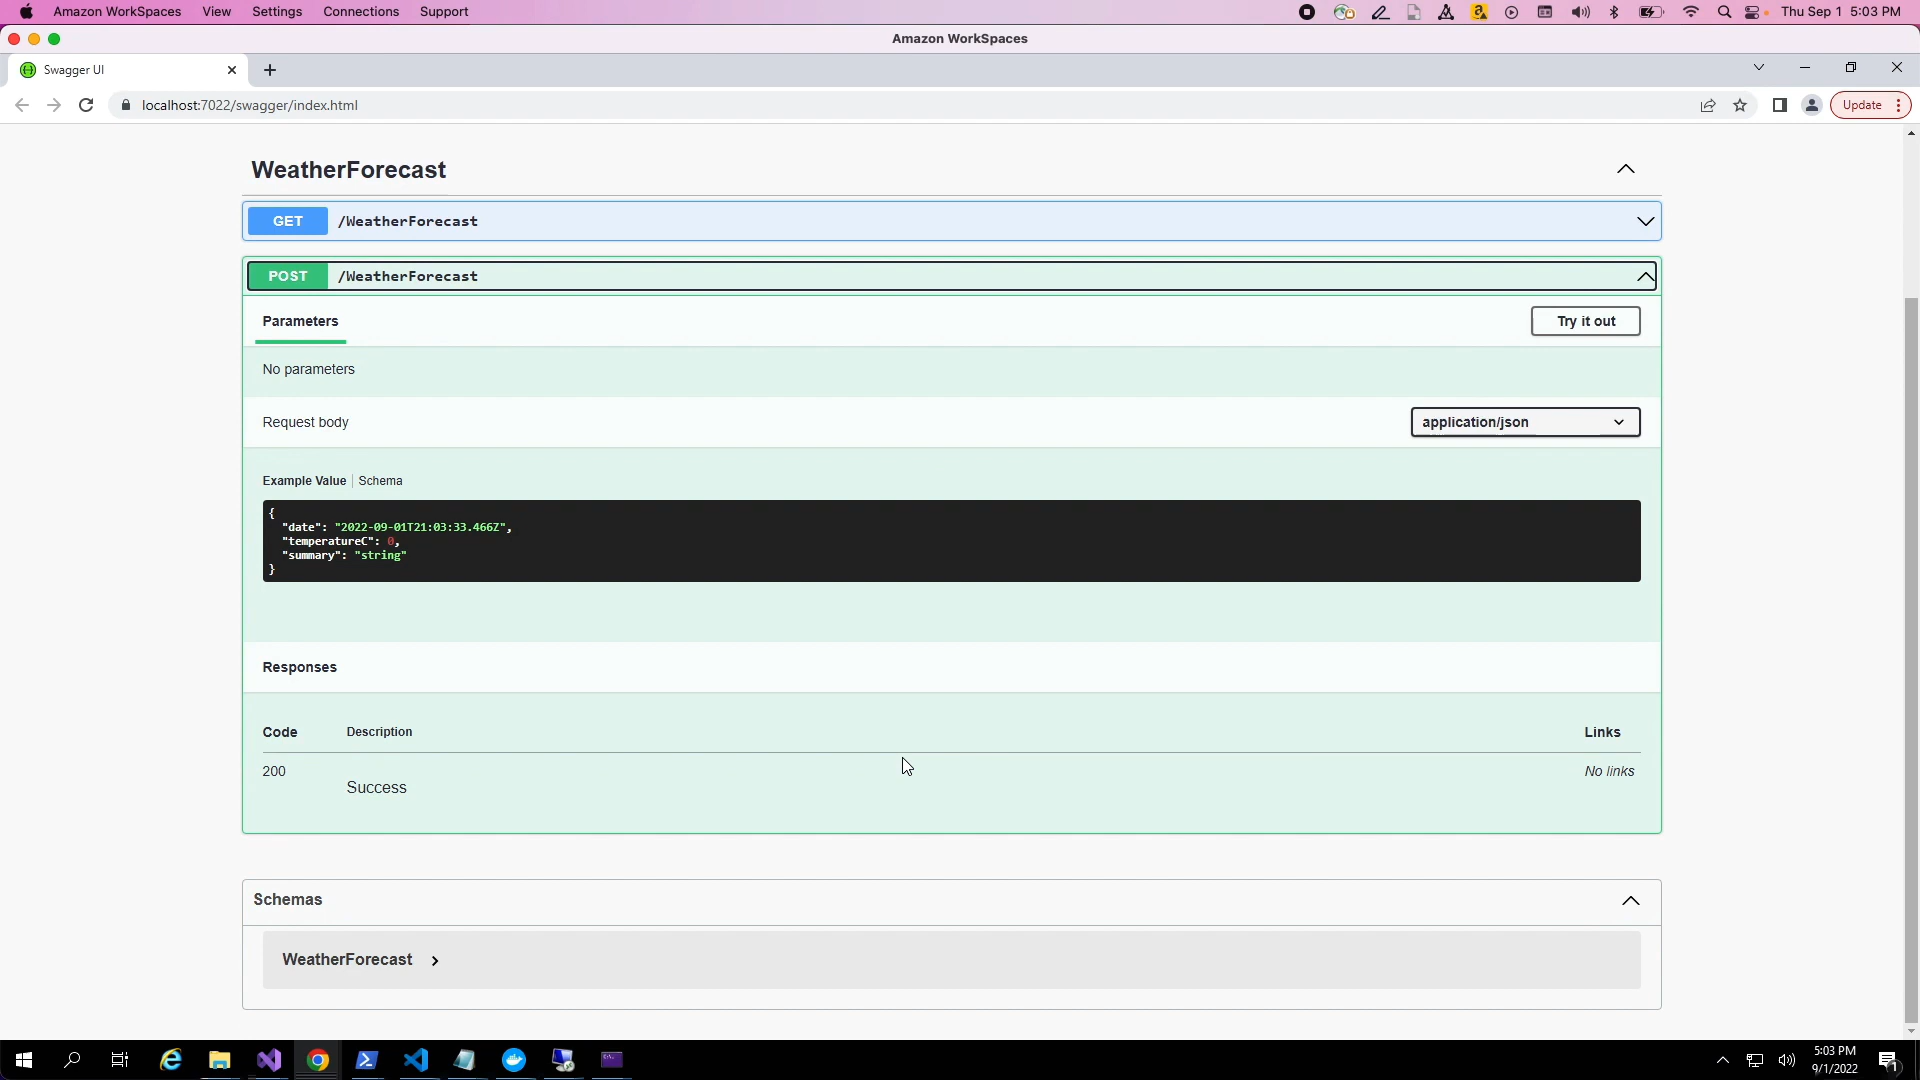 Amazon WorkSpaces View Settings Connections Support Thu Sep 1 5:03 PM
Amazon WorkSpaces
Swagger UI
localhost:7022/swagger/index.html Update
WeatherForecast
GET /WeatherForecast
POST /WeatherForecast
Parameters Try it out
No parameters
Request body application/json
Example Value Schema
{
"date": "2022-09-01T21:03:33.466Z",
"temperatureC": 0,
"summary": "string"
}
Responses
Code Description Links
200 No links
Success
Schemas
WeatherForecast
5:03 PM
9/1/2022
1